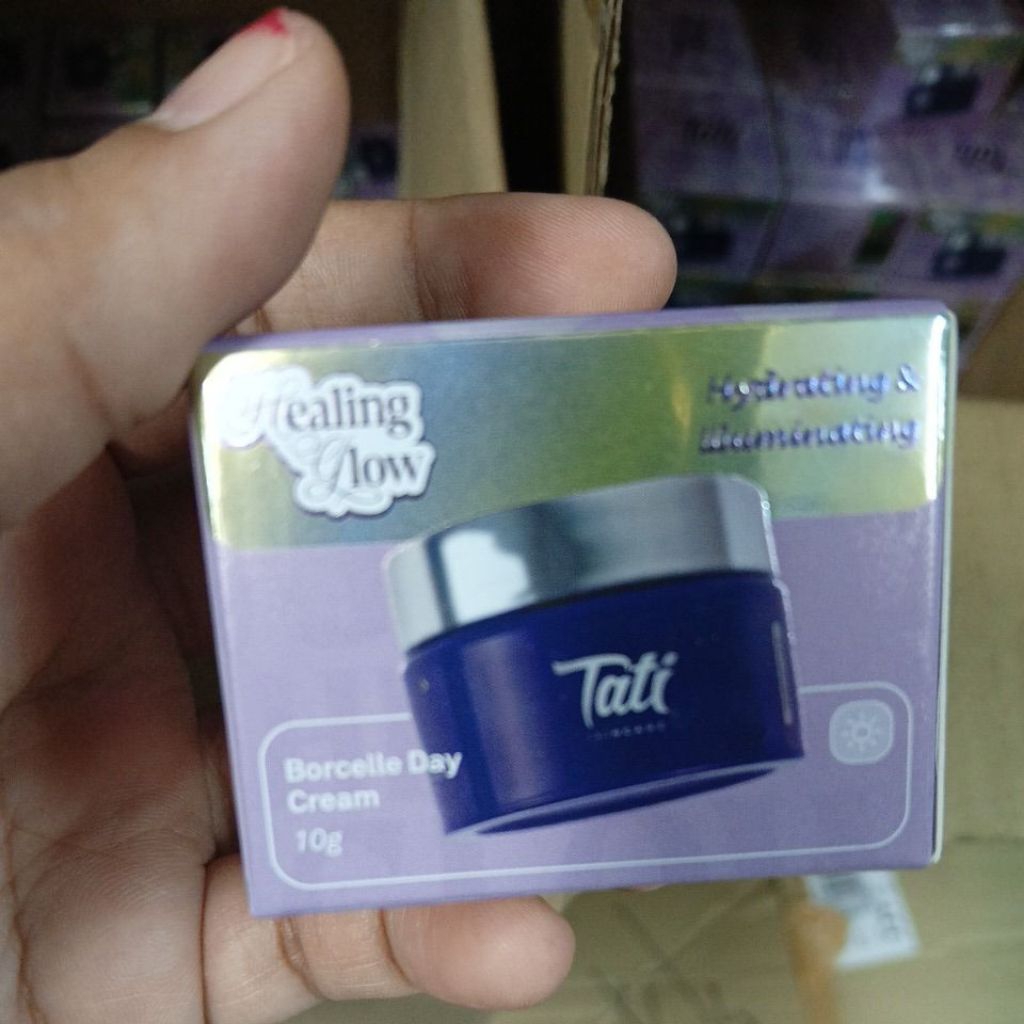 Healing
Glow
Hydrating &
illuminating
Tati
Borcelle Day
Cream
10g